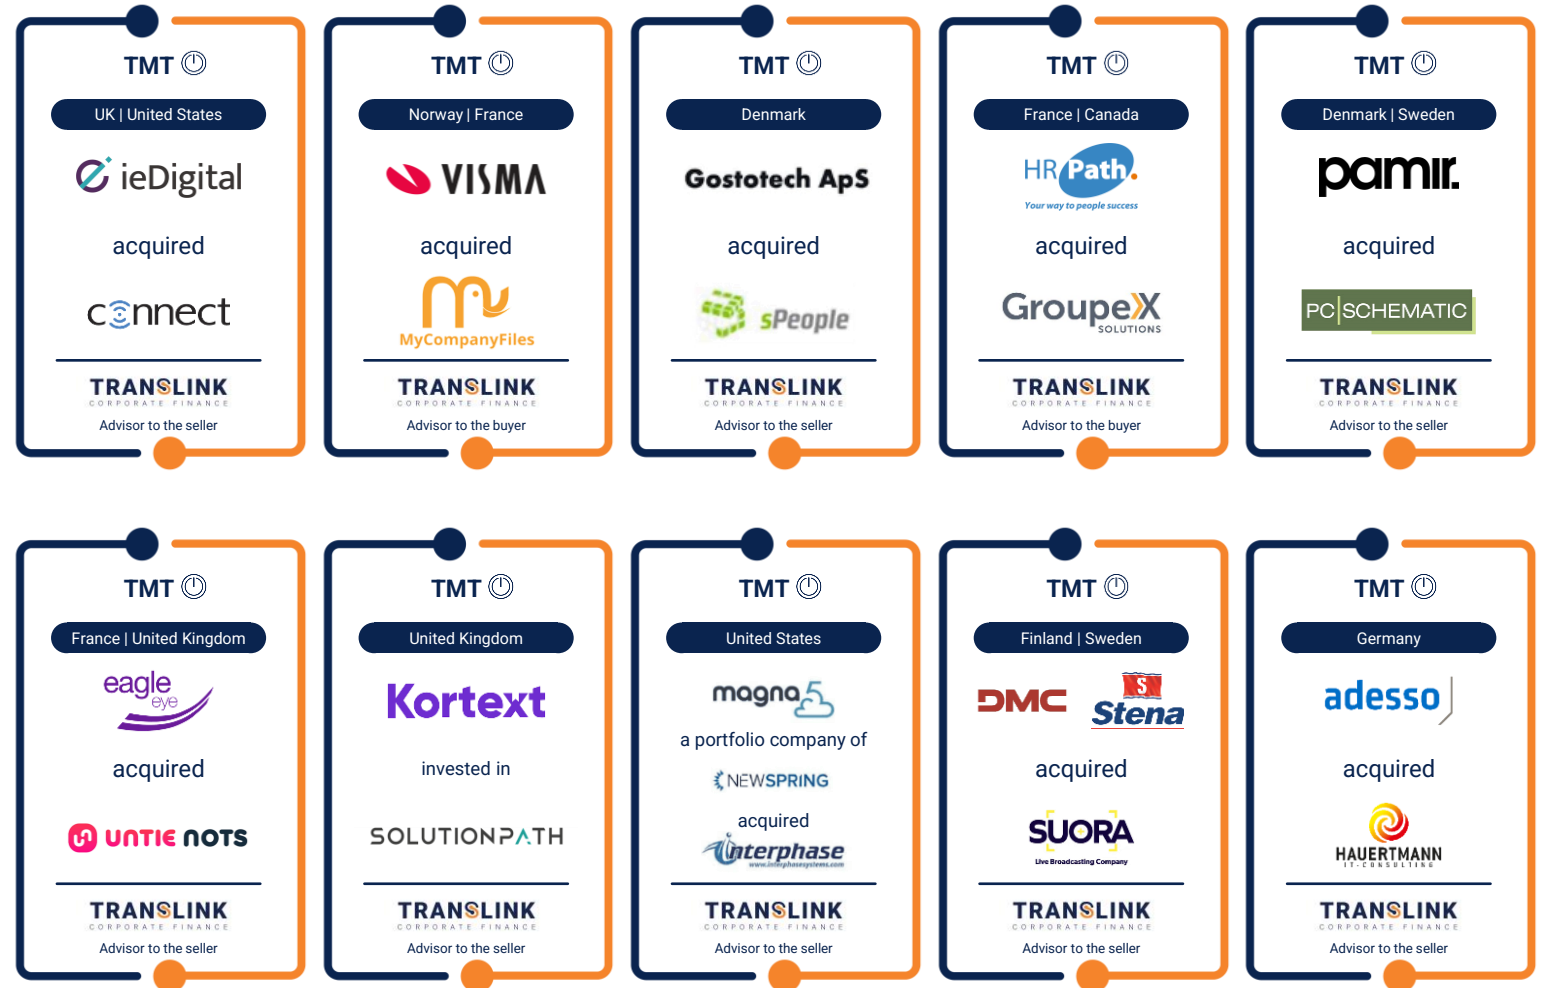 TMT
UK | United States
ieDigital
acquired
connect
TRANSLINK
CORPORATE FINANCE
Advisor to the seller
TMT
Norway | France
VISMA
acquired
MyCompanyFiles
TRANSLINK
CORPORATE FINANCE
Advisor to the buyer
TMT
Denmark
Gostotech ApS
acquired
sPeople
TRANSLINK
CORPORATE FINANCE
Advisor to the seller
TMT
France | Canada
HR Path.
Your way to people success
acquired
GroupeX
SOLUTIONS
TRANSLINK
CORPORATE FINANCE
Advisor to the buyer
TMT
Denmark | Sweden
pamir.
acquired
PC|SCHEMATIC
TRANSLINK
CORPORATE FINANCE
Advisor to the seller
TMT
France | United Kingdom
eagle
eye
acquired
UNTIE NOTS
TRANSLINK
CORPORATE FINANCE
Advisor to the seller
TMT
United Kingdom
Kortext
invested in
SOLUTIONPATH
TRANSLINK
CORPORATE FINANCE
Advisor to the seller
TMT
United States
magna5
a portfolio company of
NEWSPRING
acquired
interphase
www.interphasesystems.com
TRANSLINK
CORPORATE FINANCE
Advisor to the seller
TMT
Finland | Sweden
DMC
S
Stena
acquired
SUORA
Live Broadcasting Company
TRANSLINK
CORPORATE FINANCE
Advisor to the seller
TMT
Germany
adesso
acquired
HAUERTMANN
IT-CONSULTING
TRANSLINK
CORPORATE FINANCE
Advisor to the seller